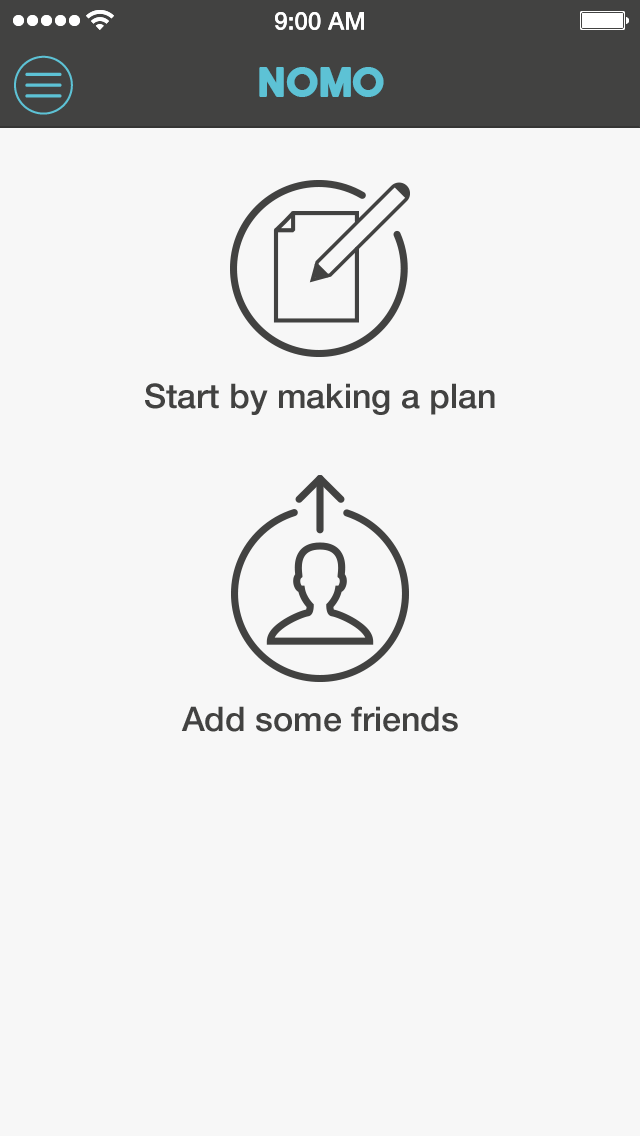 9:00 AM
NOMO
Start by making a plan
Add some friends